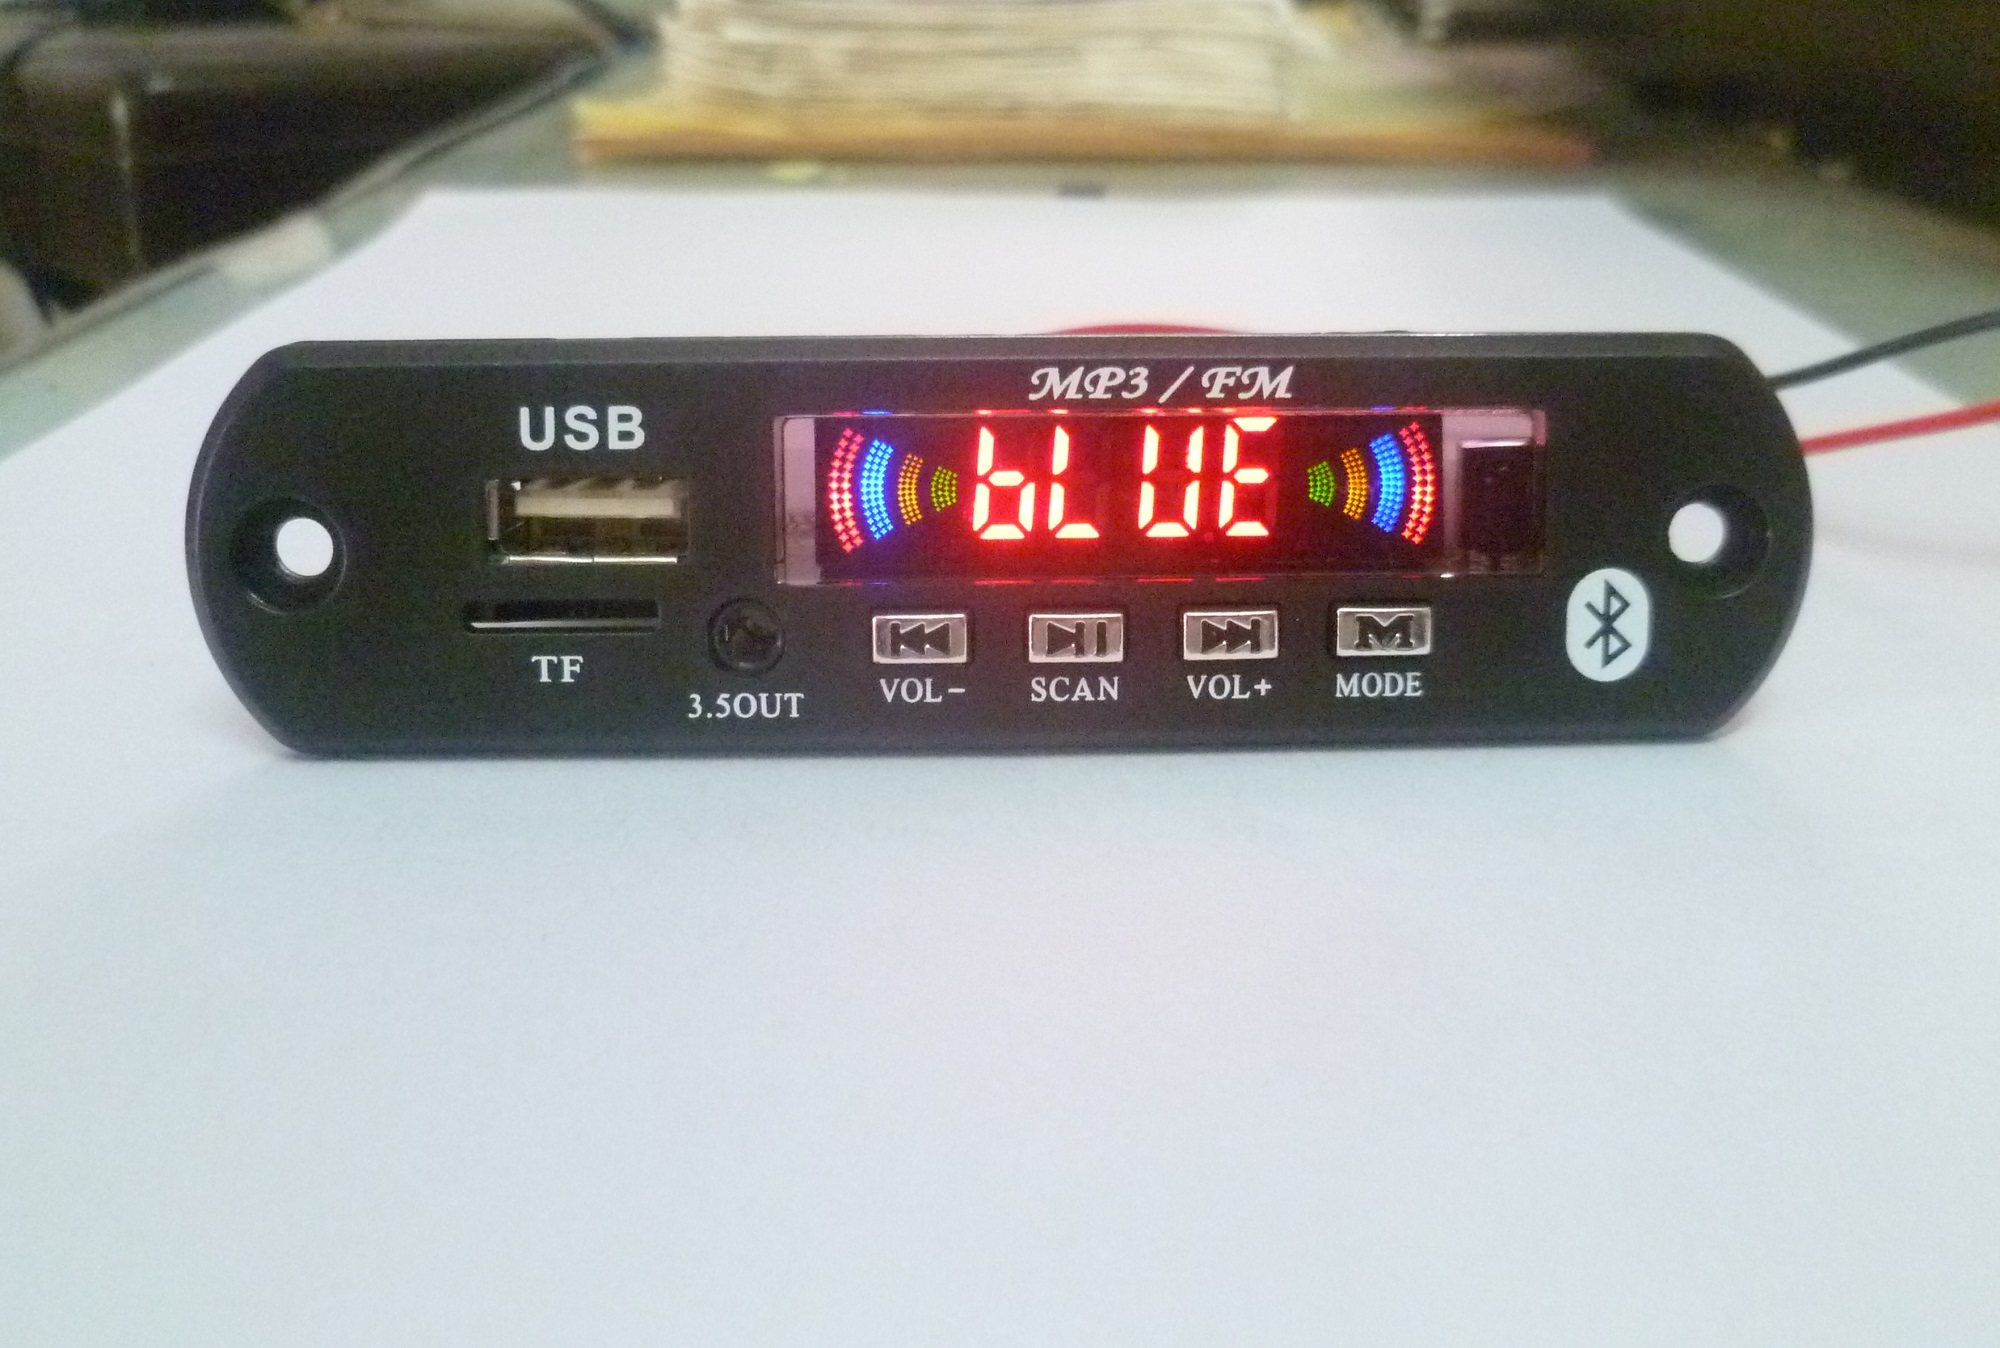 MP3 / FM
USB
bLUE
TF
3.5OUT
VOL-
SCAN
VOL+
M
MODE